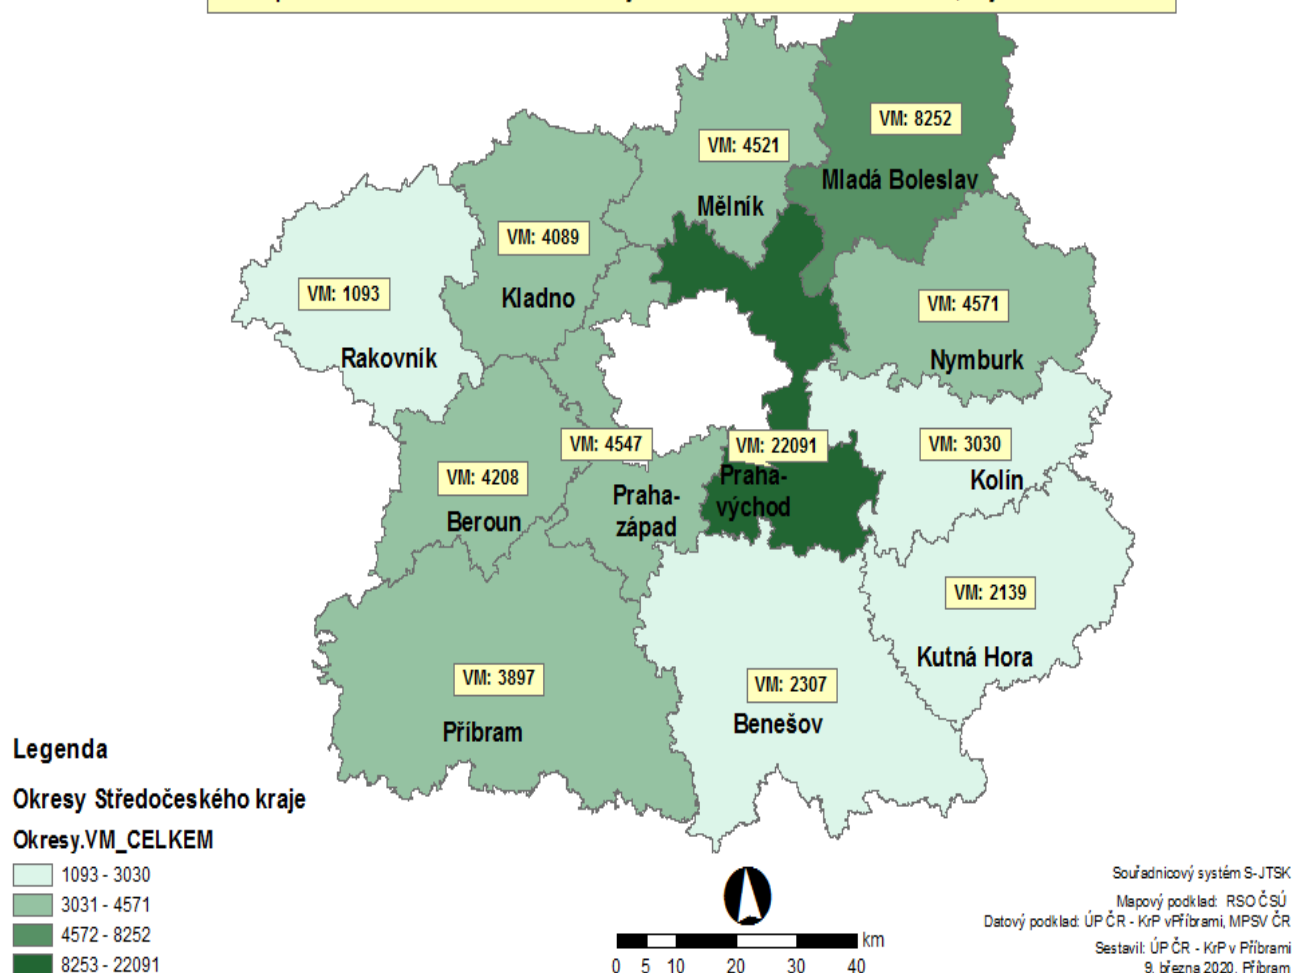 VM: 8252
VM: 4521
Mladá Boleslav
Mělník
VM: 4089
VM: 1093
Kladno
VM: 4571
Rakovník
Nymburk
VM: 4547
VM: 22091
VM: 3030
VM: 4208
Praha-
východ
Kolín
Praha-
západ
Beroun
VM: 2139
Kutná Hora
VM: 3897
VM: 2307
Příbram
Benešov
Legenda
Okresy Středočeského kraje
Okresy.VM_CELKEM
1093 - 3030
3031 - 4571
4572 - 8252
8253 - 22091
km
0 5 10 20 30 40
Souřadnicový systém S-JTSK
Mapový podklad: RSO ČSÚ
Datový podklad: ÚP ČR - KrP vPříbrami, MPSV ČR
Sestavil: ÚP ČR - KrP v Příbrami
9. března 2020, Příbram